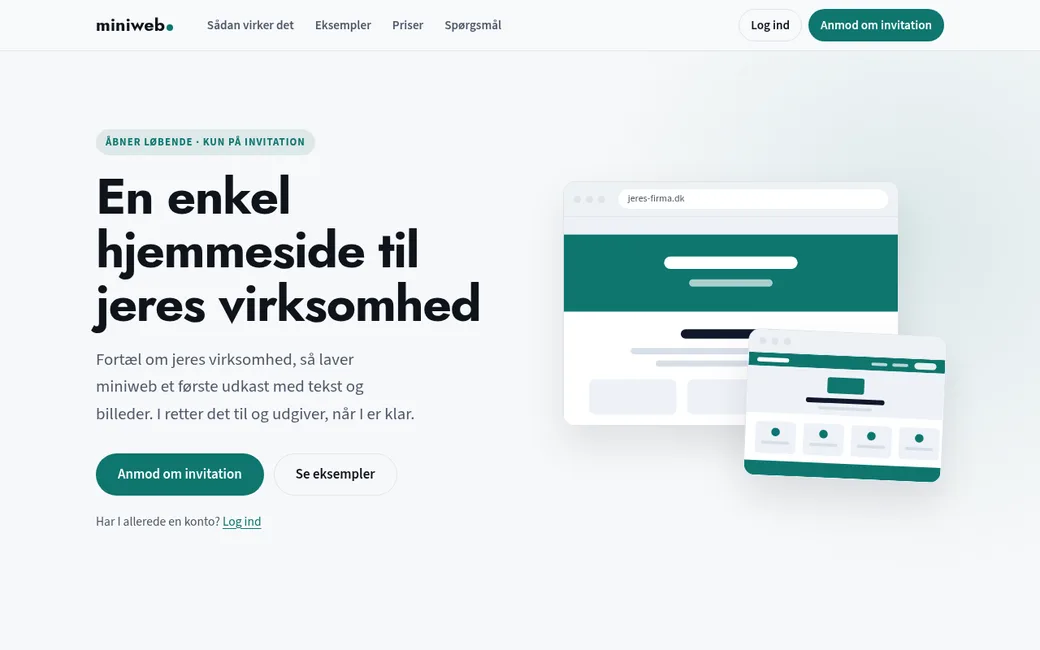 miniweb.
Sådan virker det
Eksempler
Priser
Spørgsmål
Log ind
Anmod om invitation
ÅBNER LØBENDE · KUN PÅ INVITATION
En enkel
hjemmeside til
jeres virksomhed
Fortæl om jeres virksomhed, så laver
miniweb et første udkast med tekst og
billeder. I retter det til og udgiver, når I er klar.
Anmod om invitation
Se eksempler
Har I allerede en konto? Log ind
jeres-firma.dk